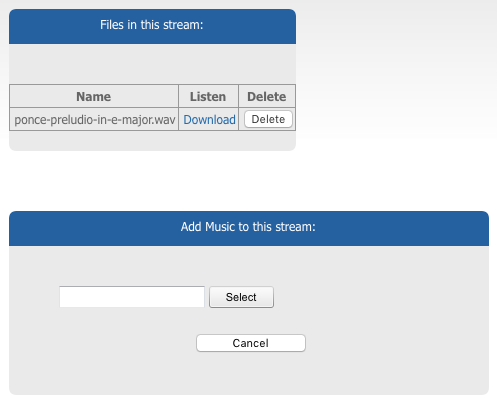 Files in this stream:
Name Listen Delete
ponce-preludio-in-e-major.wav Download Delete
Add Music to this stream:
Select
Cancel